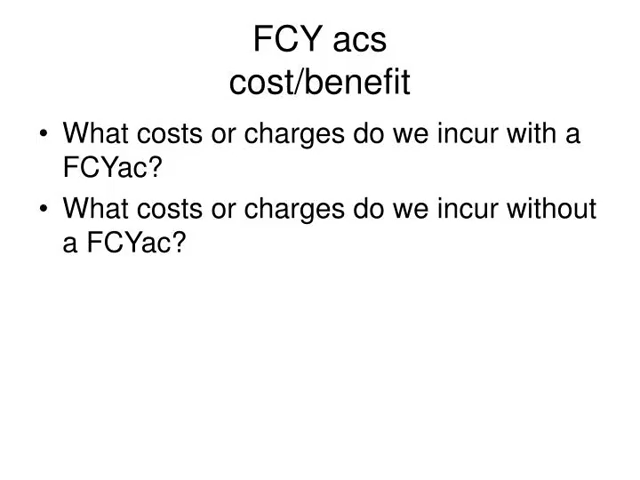 FCY acs
cost/benefit
• What costs or charges do we incur with a
FCYac?
• What costs or charges do we incur without
a FCYac?